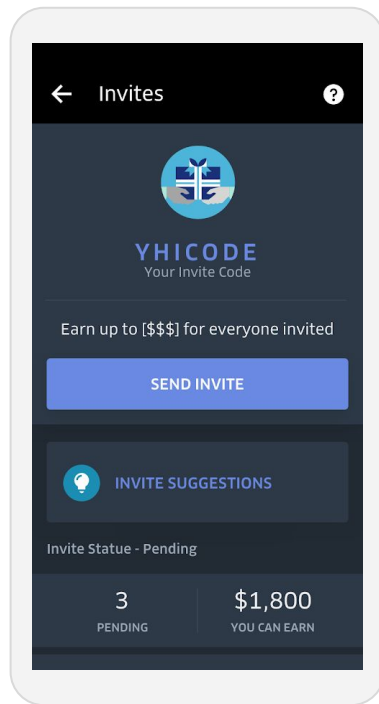 Invites
?
YHICODE
Your Invite Code
Earn up to [$$$] for everyone invited
SEND INVITE
INVITE SUGGESTIONS
Invite Statue - Pending
3 $1,800
PENDING YOU CAN EARN